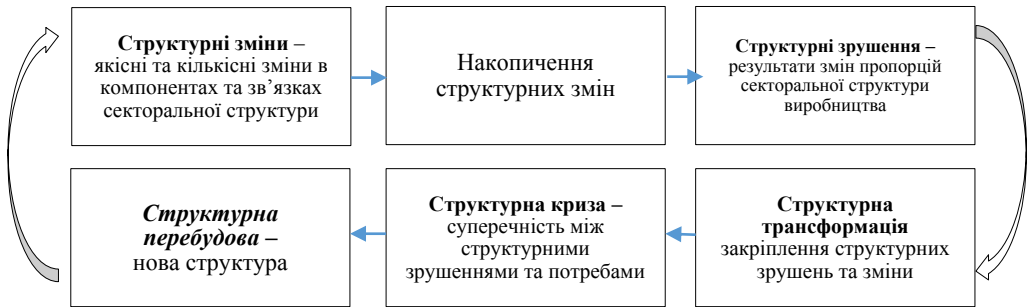 Структурні зміни –
якісні та кількісні зміни в
компонентах та зв’язках
секторальної структури
Накопичення
структурних змін
Структурні зрушення –
результати змін пропорцій
секторальної структури
виробництва
Структурна
перебудова –
нова структура
Структурна криза –
суперечність між
структурними
зрушеннями та потребами
Структурна
трансформація
закріплення структурних
зрушень та зміни